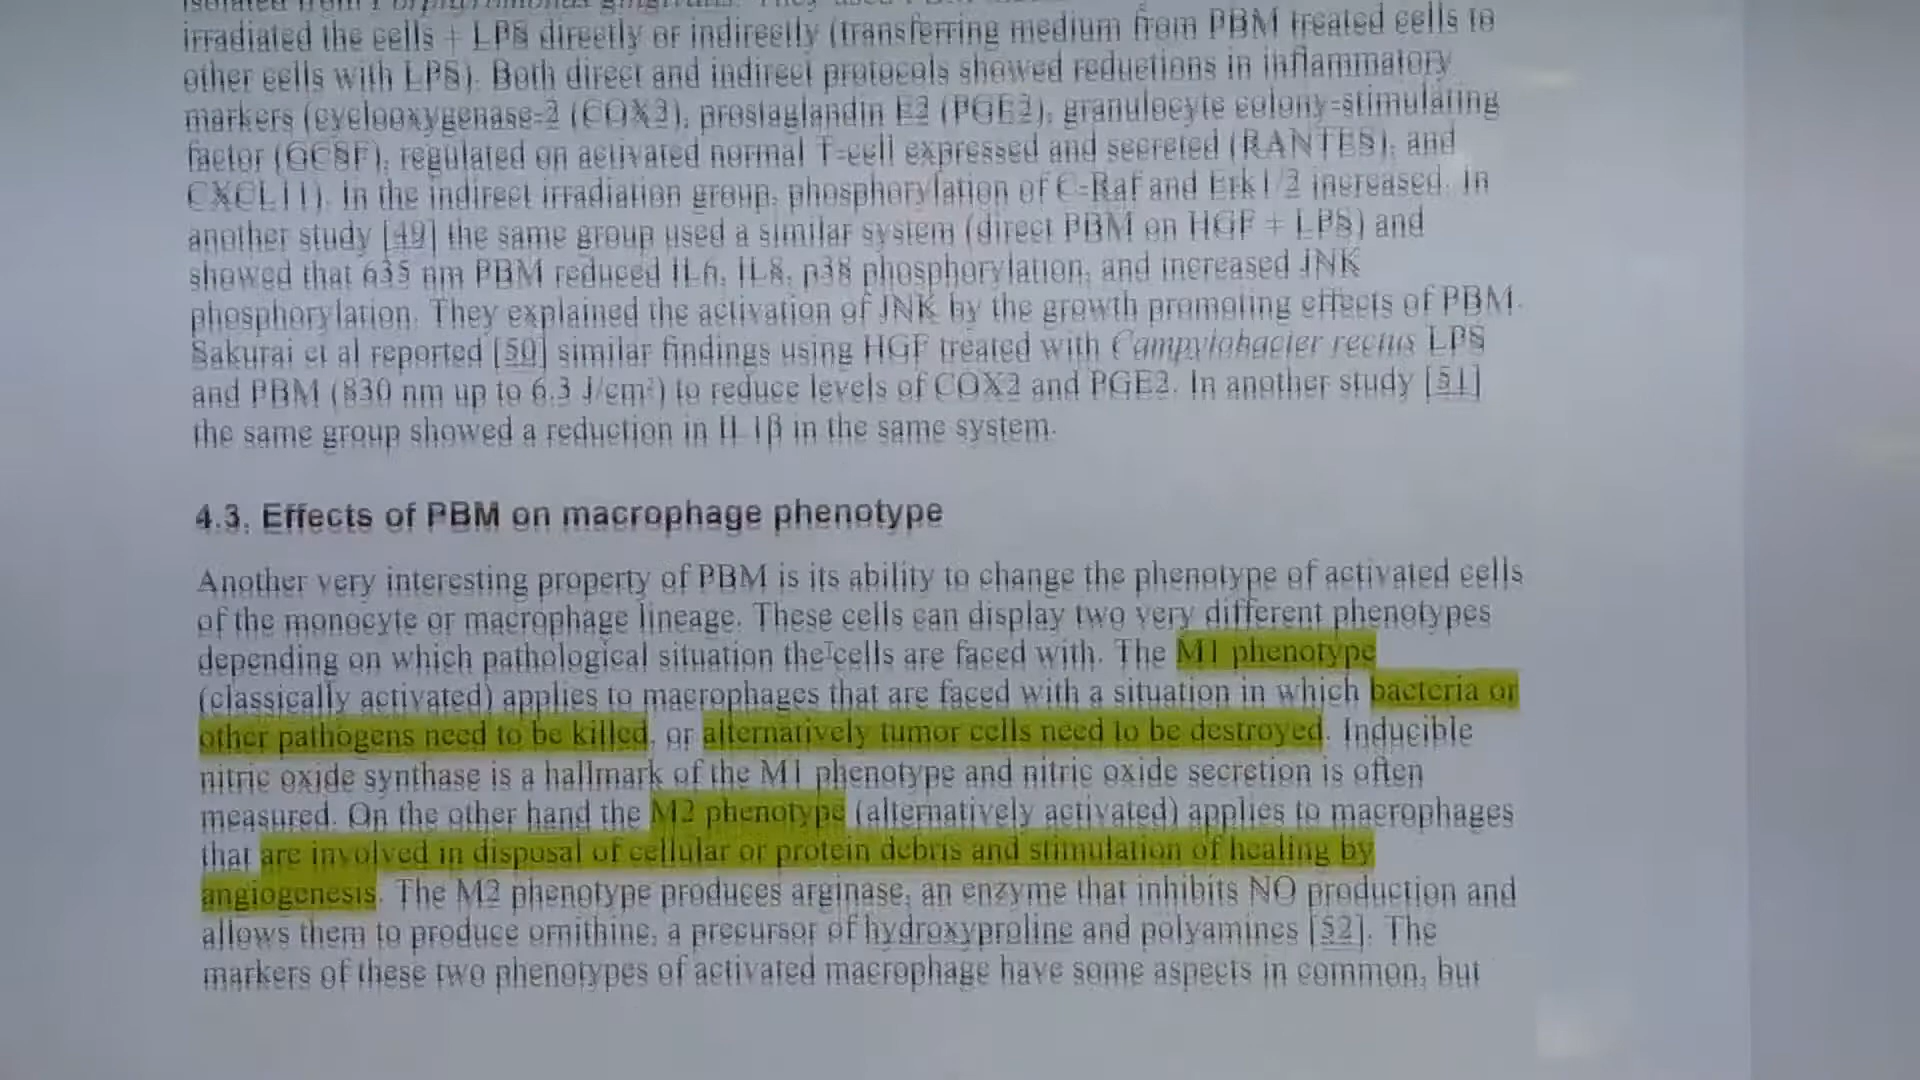 isolated from Porphyromonas gingivalis. They used PBM
irradiated the cells + LPS directly or indirectly (transferring medium from PBM treated cells to
other cells with LPS). Both direct and indirect protocols showed reductions in inflammatory
markers (cyclooxygenase-2 (COX2), prostaglandin E2 (PGE2), granulocyte colony-stimulating
factor (GCSF), regulated on activated normal T-cell expressed and secreted (RANTES), and
CXCL11). In the indirect irradiation group, phosphorylation of C-Raf and Erk1/2 increased. In
another study [49] the same group used a similar system (direct PBM on HGF + LPS) and
showed that 635 nm PBM reduced IL6, IL8, p38 phosphorylation, and increased JNK
phosphorylation. They explained the activation of JNK by the growth promoting effects of PBM.
Sakurai et al reported [50] similar findings using HGF treated with Campylobacter rectus LPS
and PBM (830 nm up to 6.3 J/cm²) to reduce levels of COX2 and PGE2. In another study [51]
the same group showed a reduction in IL1β in the same system.
4.3. Effects of PBM on macrophage phenotype
Another very interesting property of PBM is its ability to change the phenotype of activated cells
of the monocyte or macrophage lineage. These cells can display two very different phenotypes
depending on which pathological situation the cells are faced with. The M1 phenotype
(classically activated) applies to macrophages that are faced with a situation in which bacteria or
other pathogens need to be killed, or alternatively tumor cells need to be destroyed. Inducible
nitric oxide synthase is a hallmark of the M1 phenotype and nitric oxide secretion is often
measured. On the other hand the M2 phenotype (alternatively activated) applies to macrophages
that are involved in disposal of cellular or protein debris and stimulation of healing by
angiogenesis. The M2 phenotype produces arginase, an enzyme that inhibits NO production and
allows them to produce ornithine, a precursor of hydroxyproline and polyamines [52]. The
markers of these two phenotypes of activated macrophage have some aspects in common, but